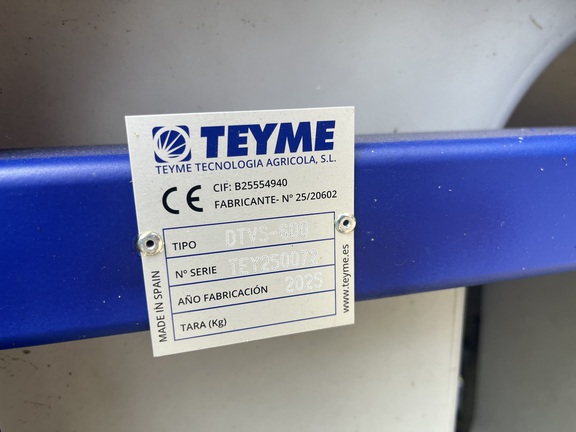 TEYME
TEYME TECNOLOGIA AGRICOLA, S.L.
CE CIF: B25554940
FABRICANTE- Nº 25/20602
TIPO
Nº SERIE
AÑO FABRICACIÓN 2025
TARA (Kg)
MADE IN SPAIN
www.teyme.es